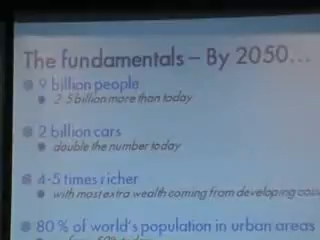 The fundamentals – By 2050...
9 billion people
2.5 billion more than today
2 billion cars
double the number today
4-5 times richer
with most extra wealth coming from developing
80 % of world's population in urban areas
today